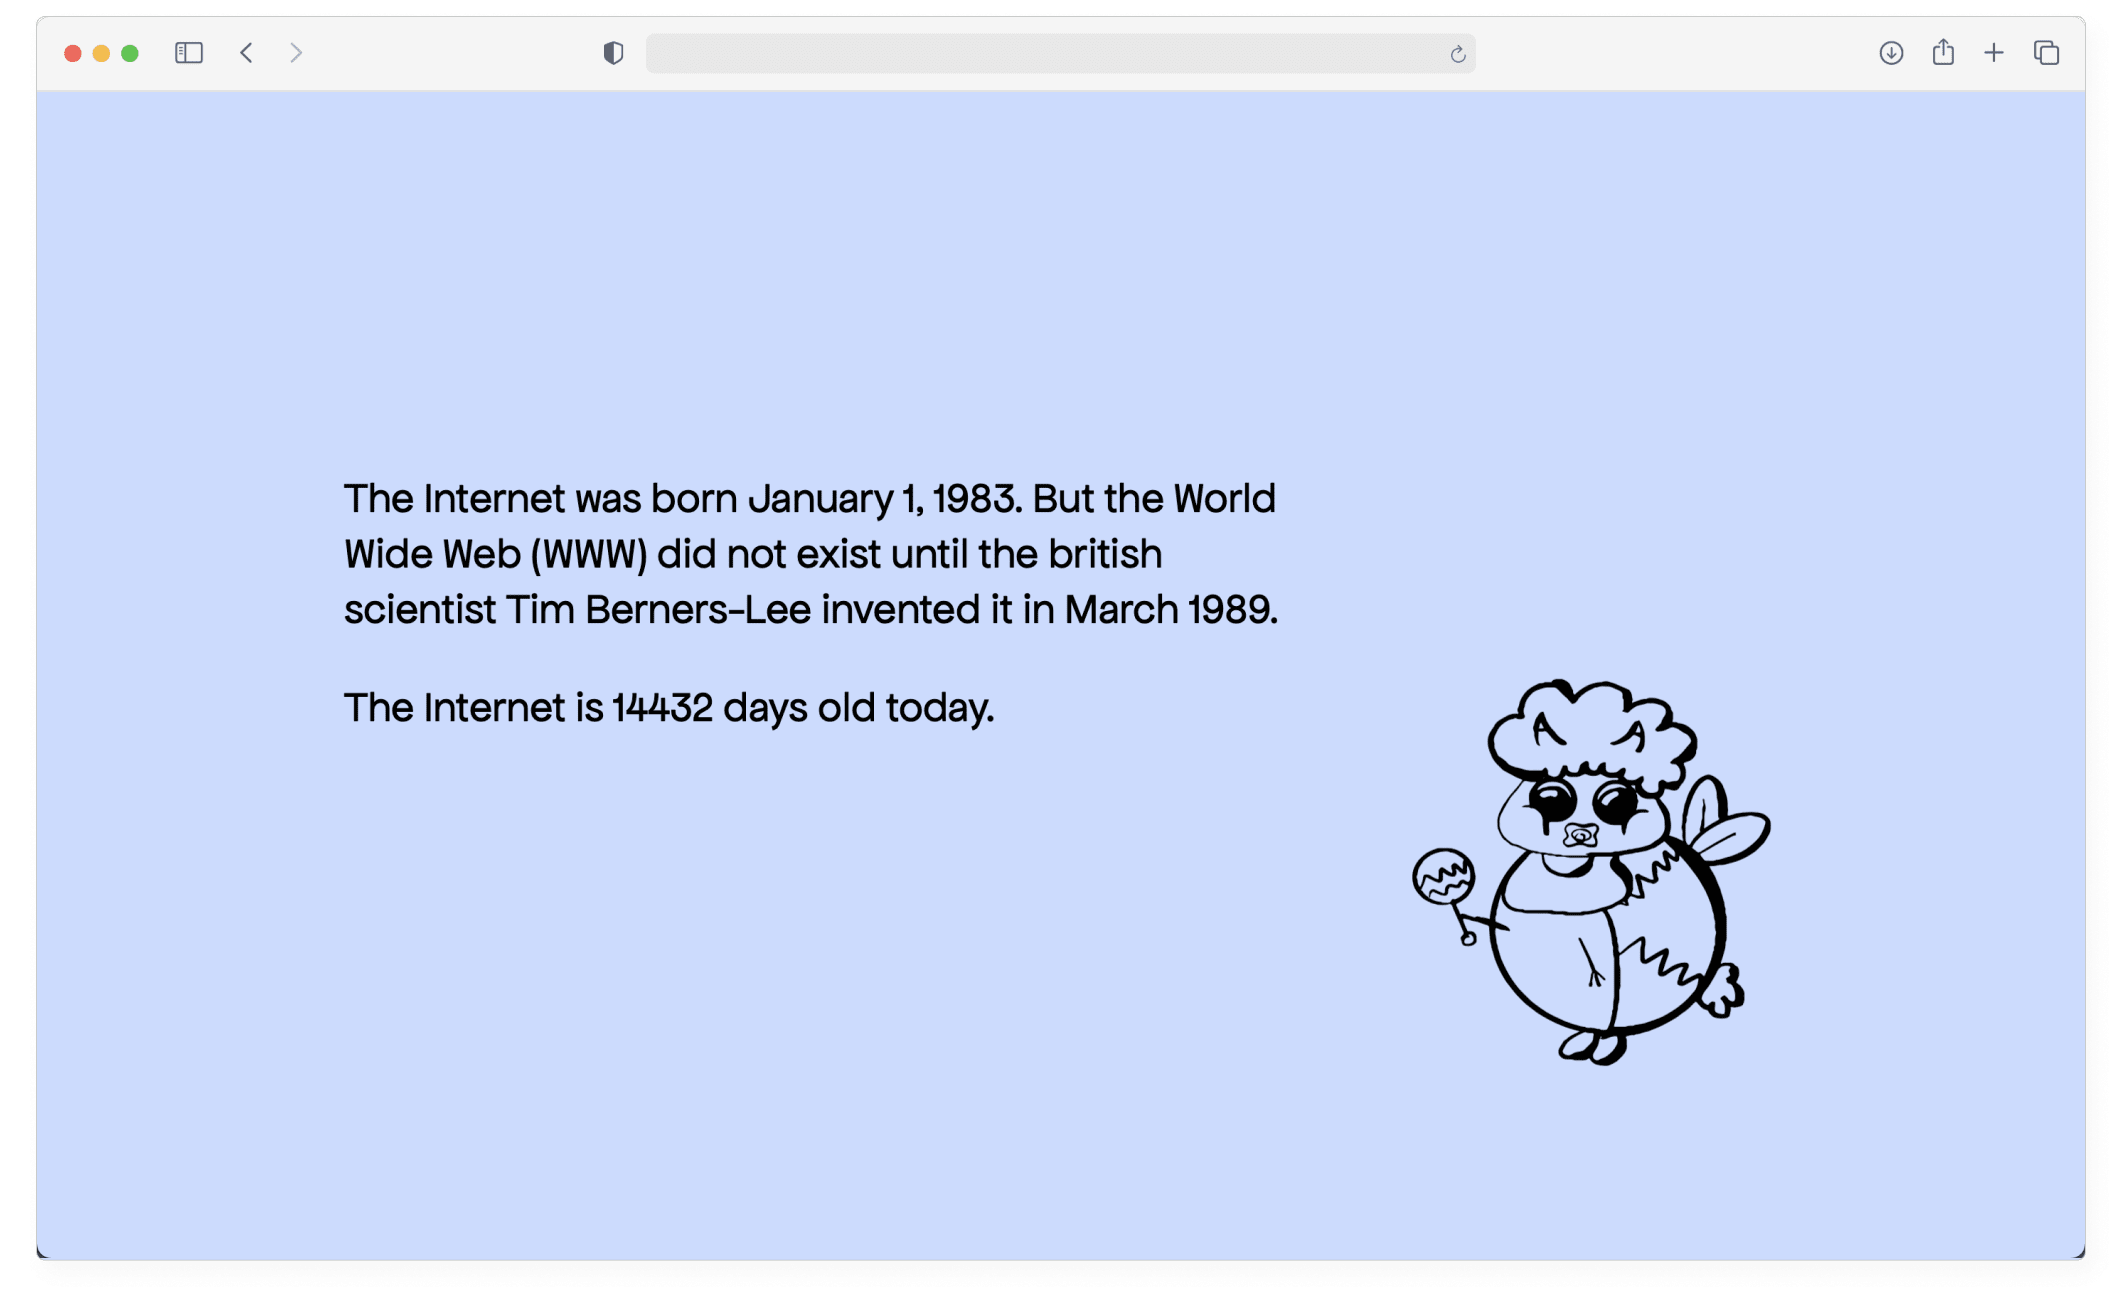 The Internet was born January 1, 1983. But the World
Wide Web (WWW) did not exist until the british
scientist Tim Berners-Lee invented it in March 1989.
The Internet is 14432 days old today.